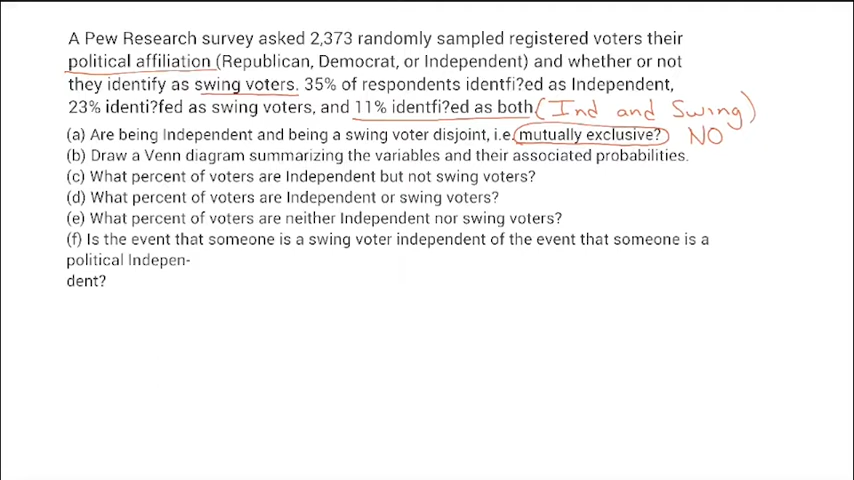 A Pew Research survey asked 2,373 randomly sampled registered voters their
political affiliation (Republican, Democrat, or Independent) and whether or not
they identify as swing voters. 35% of respondents identfi?ed as Independent,
23% identi?fed as swing voters, and 11% identfi?ed as both (Ind and Swing)
(a) Are being Independent and being a swing voter disjoint, i.e. mutually exclusive? NO
(b) Draw a Venn diagram summarizing the variables and their associated probabilities.
(c) What percent of voters are Independent but not swing voters?
(d) What percent of voters are Independent or swing voters?
(e) What percent of voters are neither Independent nor swing voters?
(f) Is the event that someone is a swing voter independent of the event that someone is a
political Indepen-
dent?